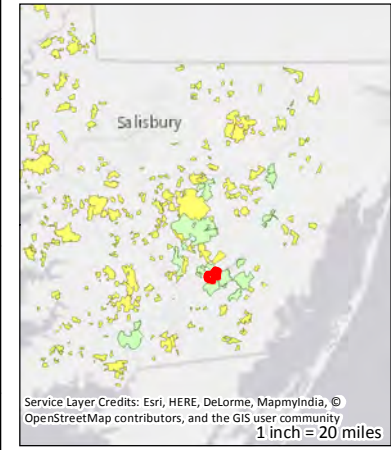 Salisbury
Service Layer Credits: Esri, HERE, DeLorme, MapmyIndia, ©
OpenStreetMap contributors, and the GIS user community
1 inch = 20 miles